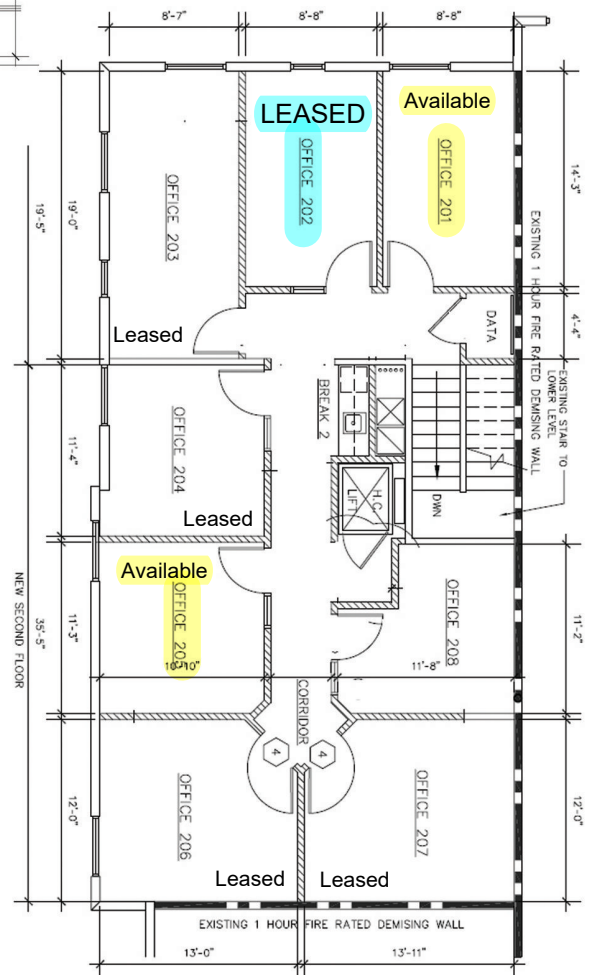 8'-7"
8'-8"
8'-8"
LEASED
Available
OFFICE 203
OFFICE 202
OFFICE 201
14'-3"
19'-0"
19'-5"
EXISTING 1 HOUR FIRE RATED DEMISING WALL
DATA
4'-4"
Leased
EXISTING STAIR TO
LOWER LEVEL
BREAK 2
OFFICE 204
11'-4"
Leased
H.C.
LIFT
DWN
Available
OFFICE 205
NEW SECOND FLOOR
35'-5"
11'-3"
OFFICE 208
11'-2"
10'-10"
11'-8"
CORRIDOR
4
4
OFFICE 206
OFFICE 207
12'-0"
12'-0"
Leased
Leased
EXISTING 1 HOUR FIRE RATED DEMISING WALL
13'-0"
13'-11"